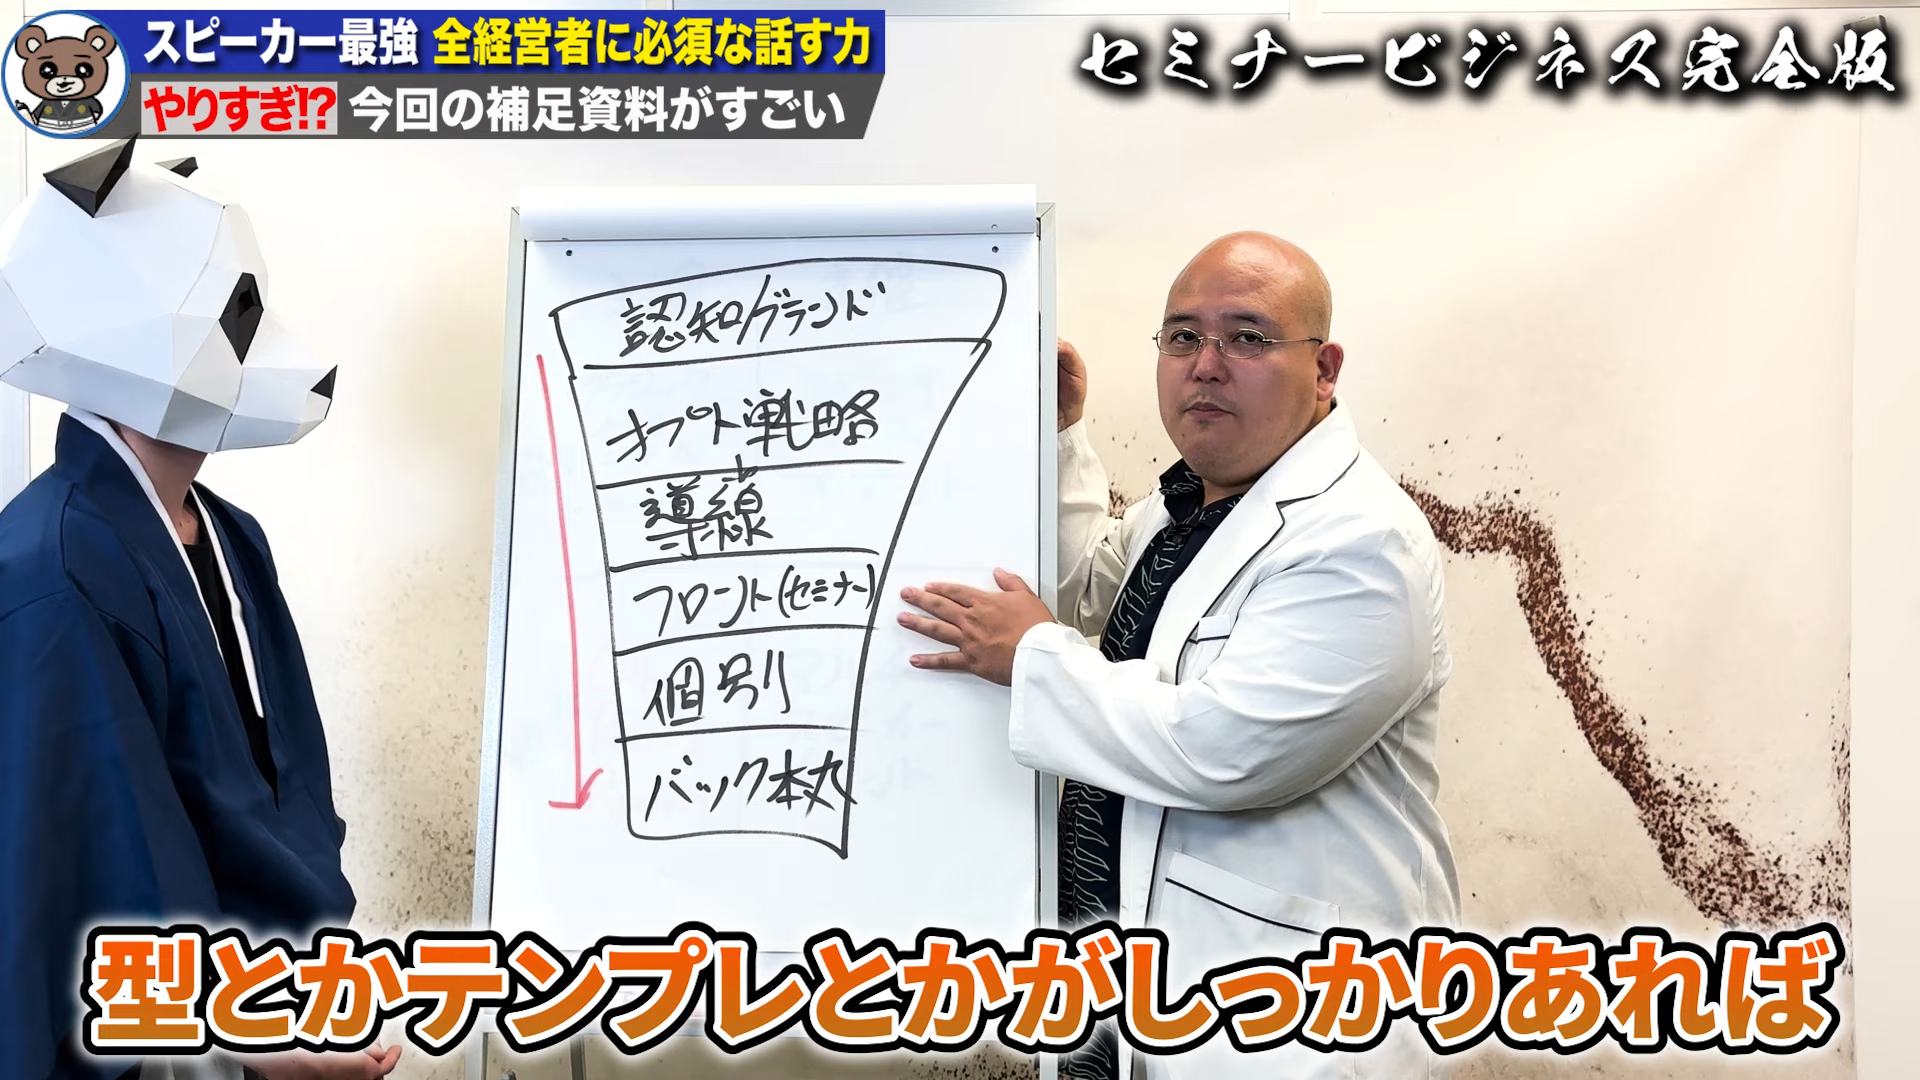 スピーカー最強 全経営者に必須な話す力
やりすぎ!? 今回の補足資料がすごい
セミナービジネス完全版
認知グランド
オプト戦略
導線
フロント(セミナー)
個別
バック本丸
型とかテンプレとかがしっかりあれば